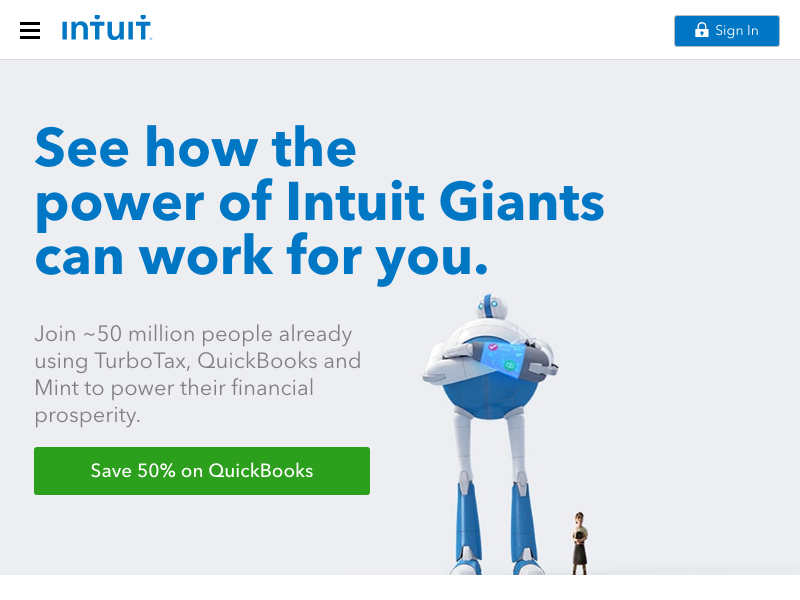 intuit
Sign In
See how the
power of Intuit Giants
can work for you.
Join ~50 million people already
using TurboTax, QuickBooks and
Mint to power their financial
prosperity.
Save 50% on QuickBooks